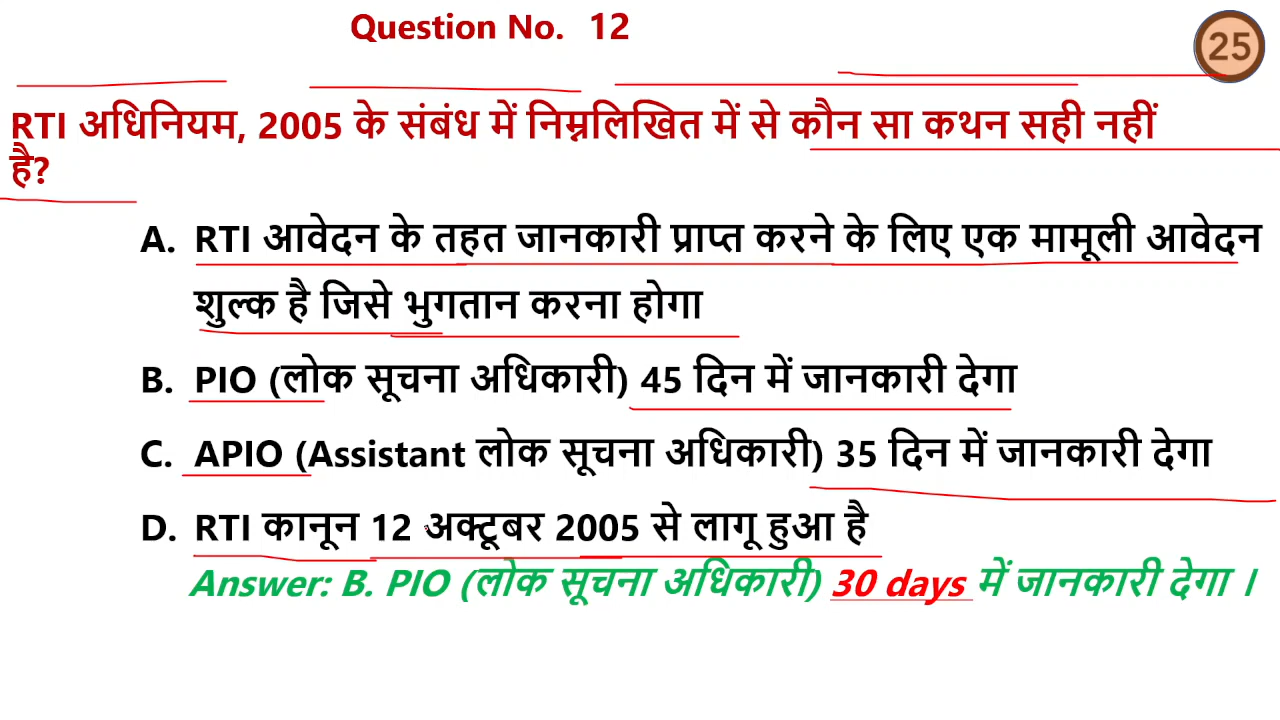 Question No. 12
25
RTI अधिनियम, 2005 के संबंध में निम्नलिखित में से कौन सा कथन सही नहीं
है?
A. RTI आवेदन के तहत जानकारी प्राप्त करने के लिए एक मामूली आवेदन
शुल्क है जिसे भुगतान करना होगा
B. PIO (लोक सूचना अधिकारी) 45 दिन में जानकारी देगा
C. APIO (Assistant लोक सूचना अधिकारी) 35 दिन में जानकारी देगा
D. RTI कानून 12 अक्टूबर 2005 से लागू हुआ है
Answer: B. PIO (लोक सूचना अधिकारी) 30 days में जानकारी देगा ।